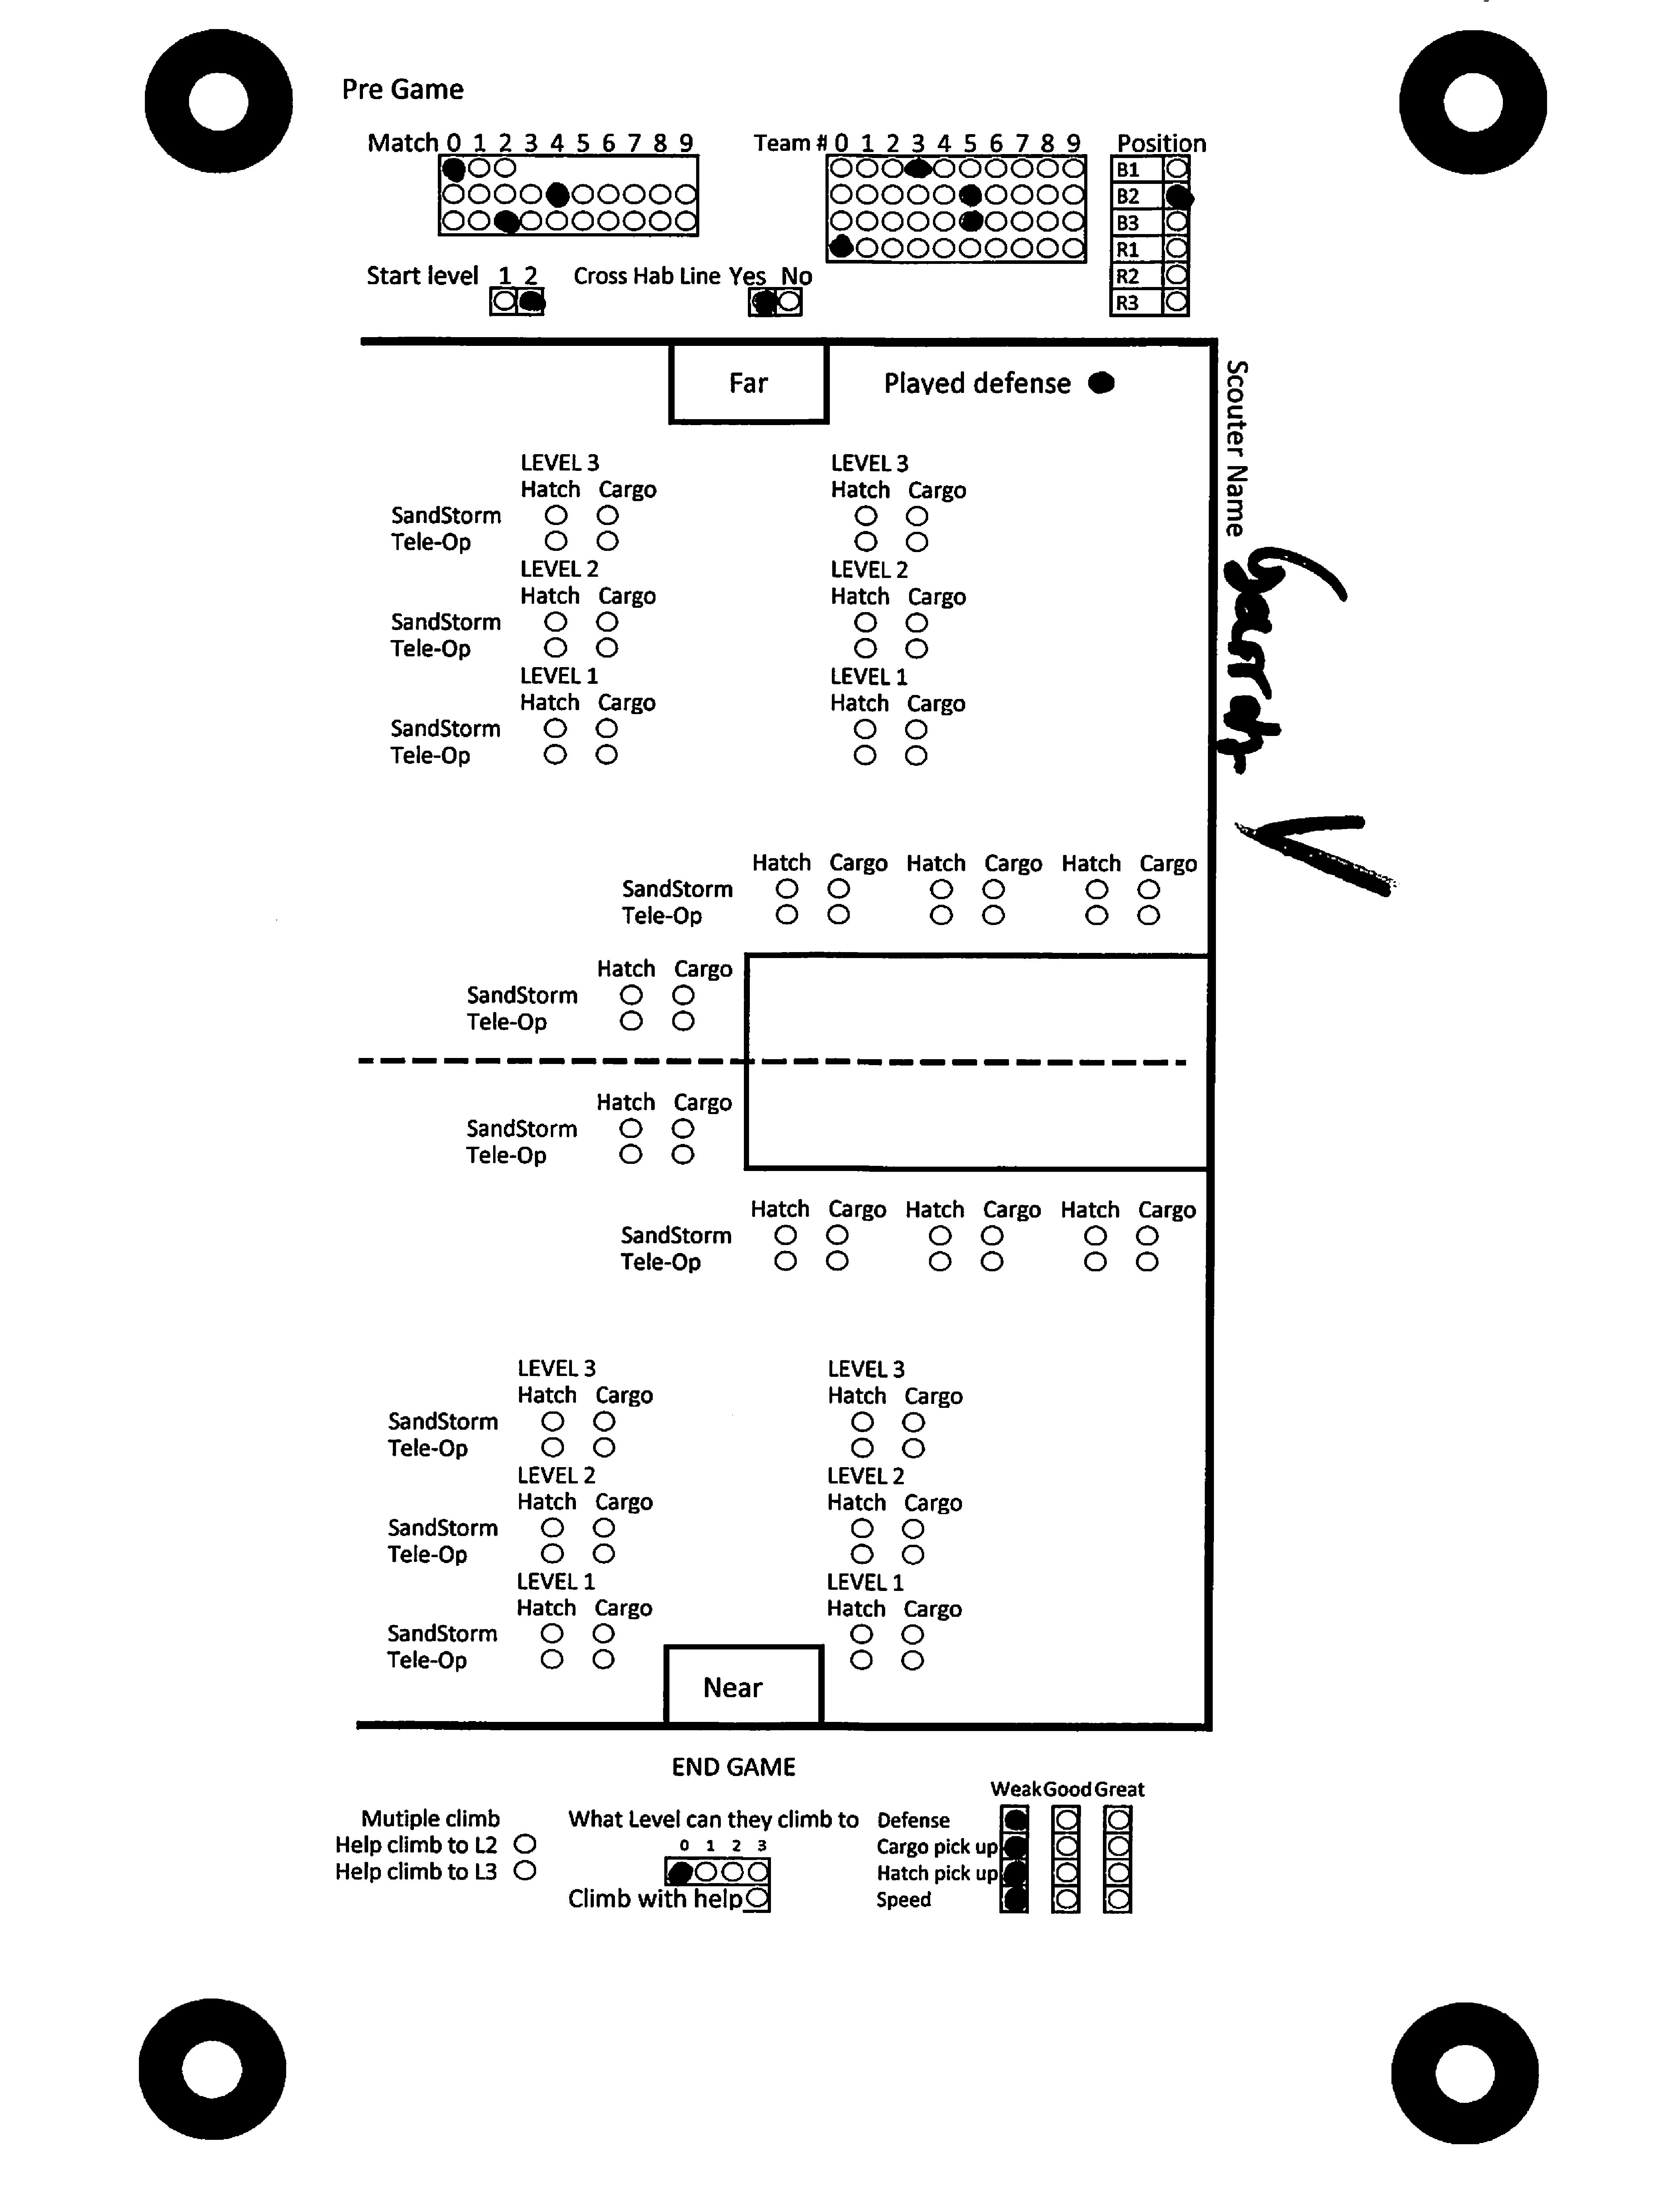 Pre Game
Match 0 1 2 3 4 5 6 7 8 9
Team # 0 1 2 3 4 5 6 7 8 9
Position
B1
B2
B3
R1
R2
R3
Start level 1 2
Cross Hab Line Yes No
Far
Played defense
Scouter Name
LEVEL 3 LEVEL 3
Hatch Cargo Hatch Cargo
SandStorm
Tele-Op
LEVEL 2 LEVEL 2
Hatch Cargo Hatch Cargo
SandStorm
Tele-Op
LEVEL 1 LEVEL 1
Hatch Cargo Hatch Cargo
SandStorm
Tele-Op
Hatch Cargo Hatch Cargo Hatch Cargo
SandStorm
Tele-Op
Hatch Cargo
SandStorm
Tele-Op
Hatch Cargo
SandStorm
Tele-Op
Hatch Cargo Hatch Cargo Hatch Cargo
SandStorm
Tele-Op
LEVEL 3 LEVEL 3
Hatch Cargo Hatch Cargo
SandStorm
Tele-Op
LEVEL 2 LEVEL 2
Hatch Cargo Hatch Cargo
SandStorm
Tele-Op
LEVEL 1 LEVEL 1
Hatch Cargo Hatch Cargo
SandStorm
Tele-Op
Near
END GAME
Mutiple climb
Help climb to L2
Help climb to L3
What Level can they climb to
0 1 2 3
Climb with help
Weak Good Great
Defense
Cargo pick up
Hatch pick up
Speed